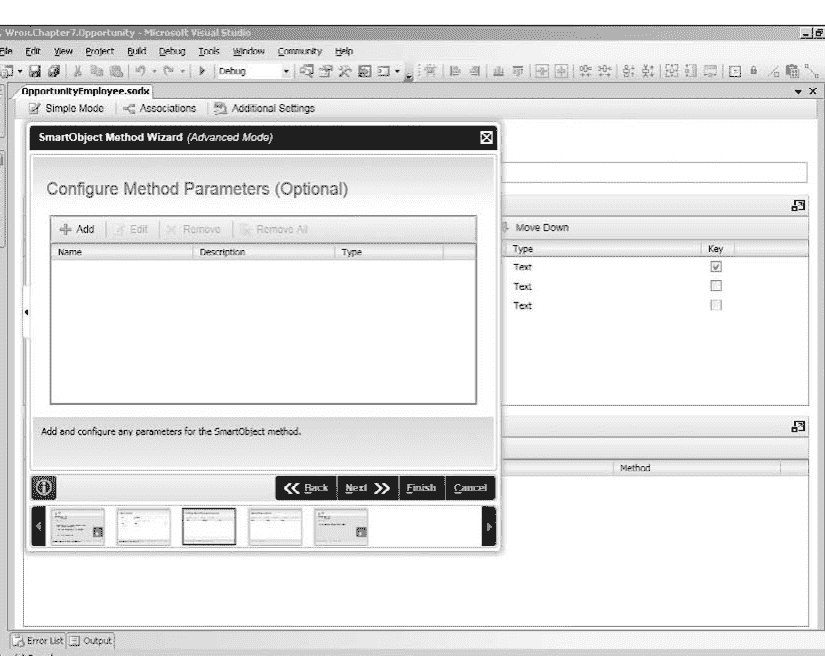 Wrox.Chapter7.Opportunity - Microsoft Visual Studio
File Edit View Project Build Debug Tools Window Community Help
Debug
OpportunityEmployee.sodx
Simple Mode Associations Additional Settings
SmartObject Method Wizard (Advanced Mode)
Configure Method Parameters (Optional)
Add Edit Remove Remove All
Name Description Type
Move Down
Type Key
Text
Text
Text
Add and configure any parameters for the SmartObject method.
Method
Back Next Finish Cancel
Error List Output